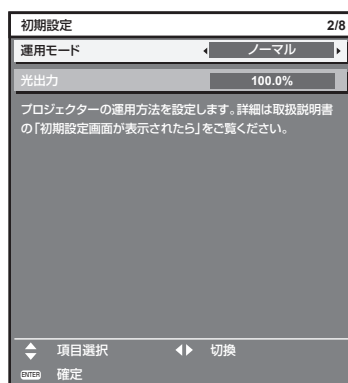 初期設定 2/8
運用モード ノーマル
光出力 100.0%
プロジェクターの運用方法を設定します。詳細は取扱説明書
の「初期設定画面が表示されたら」をご覧ください。
項目選択 切換
ENTER 確定